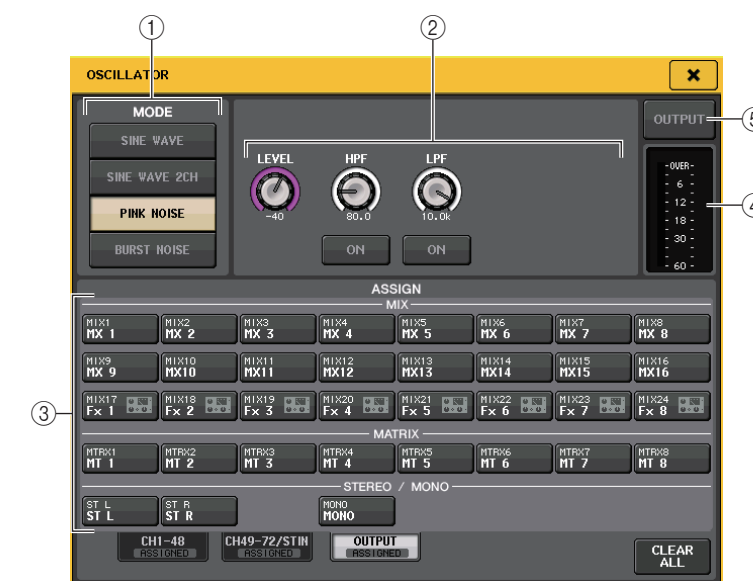 ① ②
OSCILLATOR
MODE
SINE WAVE
SINE WAVE 2CH
PINK NOISE
BURST NOISE
LEVEL HPF LPF
-40 80.0 10.0k
ON ON
OUTPUT ⑤
-OVER-
- 6 -
- 12 -
- 18 -
- 30 -
- 60 -
④
③
ASSIGN
MIX
MIX1 MIX2 MIX3 MIX4 MIX5 MIX6 MIX7 MIX8
MX 1 MX 2 MX 3 MX 4 MX 5 MX 6 MX 7 MX 8
MIX9 MIX10 MIX11 MIX12 MIX13 MIX14 MIX15 MIX16
MX 9 MX10 MX11 MX12 MX13 MX14 MX15 MX16
MIX17 MIX18 MIX19 MIX20 MIX21 MIX22 MIX23 MIX24
Fx 1 Fx 2 Fx 3 Fx 4 Fx 5 Fx 6 Fx 7 Fx 8
MATRIX
MTRX1 MTRX2 MTRX3 MTRX4 MTRX5 MTRX6 MTRX7 MTRX8
MT 1 MT 2 MT 3 MT 4 MT 5 MT 6 MT 7 MT 8
STEREO / MONO
ST L ST R MONO
ST L ST R MONO
CH1-48 CH49-72/STIN OUTPUT
ASSIGNED ASSIGNED ASSIGNED
CLEAR
ALL